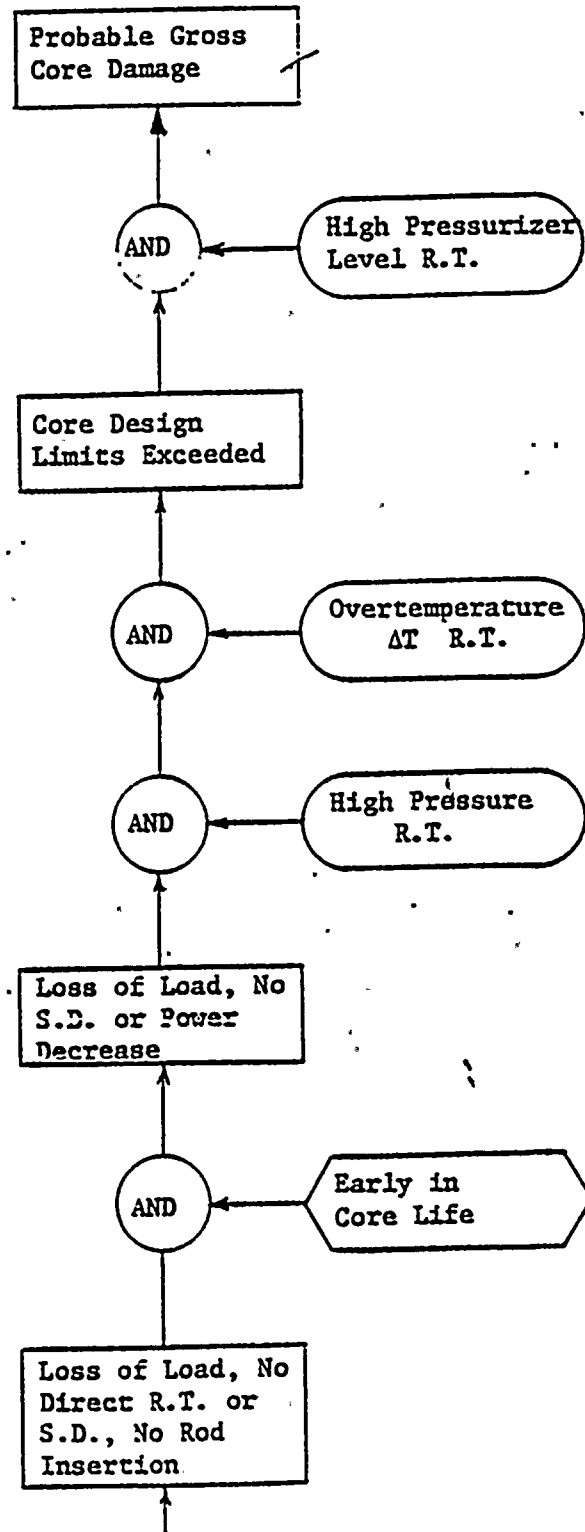 Probable Gross
Core Damage
AND
High Pressurizer
Level R.T.
Core Design
Limits Exceeded
AND
Overtemperature
ΔT R.T.
AND
High Pressure
R.T.
Loss of Load, No
S.D. or Power
Decrease
AND
Early in
Core Life
Loss of Load, No
Direct R.T. or
S.D., No Rod
Insertion